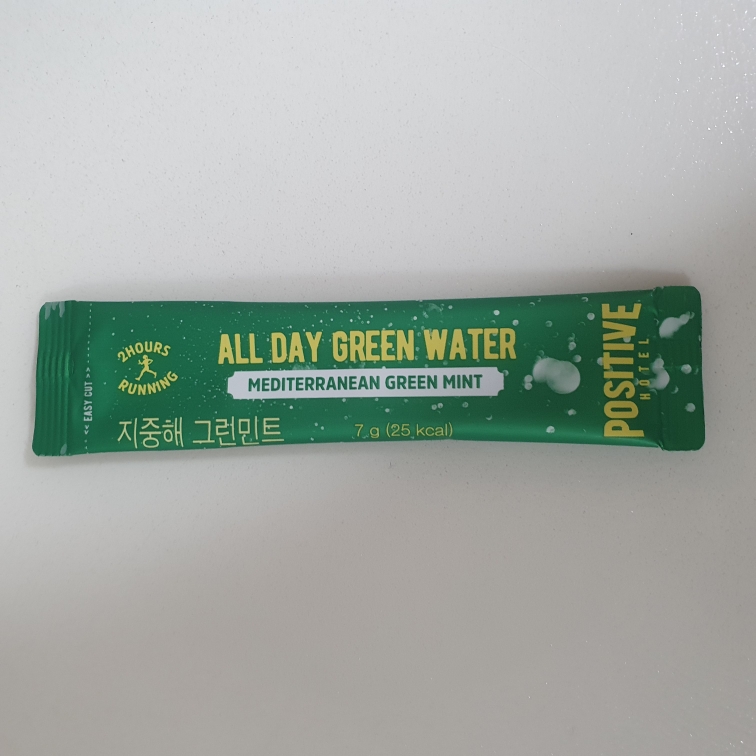 << EASY CUT >>
2HOURS
RUNNING
ALL DAY GREEN WATER
MEDITERRANEAN GREEN MINT
지중해 그런민트
7 g (25 kcal)
POSITIVE
HOTEL